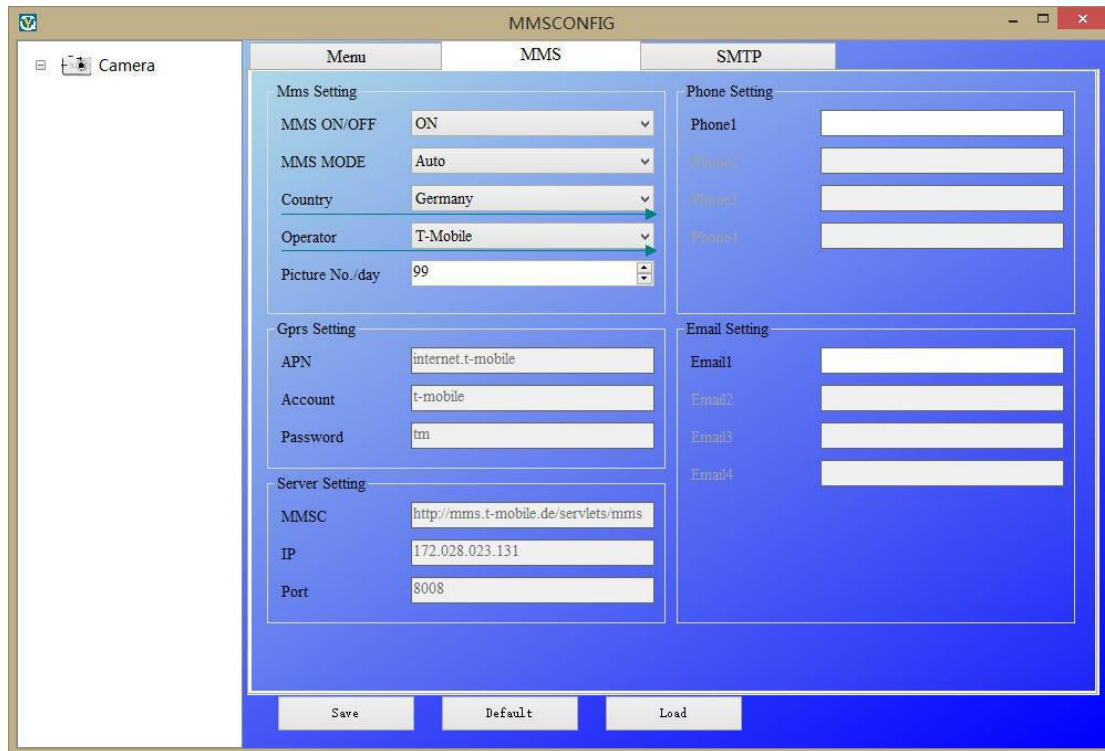 MMSCONFIG
Camera
Menu
MMS
SMTP
Mms Setting
MMS ON/OFF
ON
MMS MODE
Auto
Country
Germany
Operator
T-Mobile
Picture No./day
99
Gprs Setting
APN
internet.t-mobile
Account
t-mobile
Password
tm
Server Setting
MMSC
http://mms.t-mobile.de/servlets/mms
IP
172.028.023.131
Port
8008
Phone Setting
Phone1
Phone2
Phone3
Phone4
Email Setting
Email1
Email2
Email3
Email4
Save
Default
Load